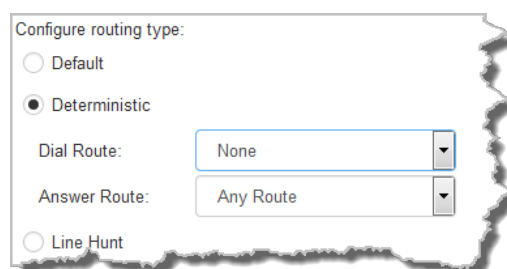 Configure routing type:
Default
Deterministic
Dial Route: None
Answer Route: Any Route
Line Hunt